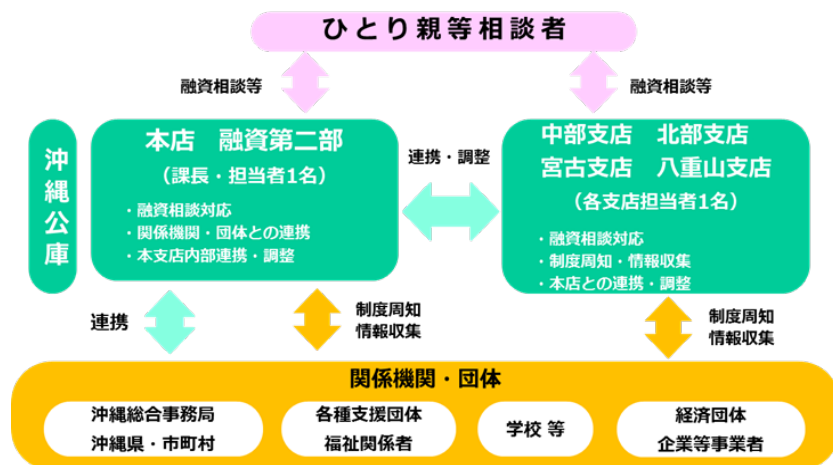 ひとり親等相談者
融資相談等
融資相談等
沖縄公庫
本店 融資第二部
(課長・担当者1名)
・融資相談対応
・関係機関・団体との連携
・本支店内部連携・調整
連携・調整
中部支店 北部支店
宮古支店 八重山支店
(各支店担当者1名)
・融資相談対応
・制度周知・情報収集
・本店との連携・調整
連携
制度周知
情報収集
制度周知
情報収集
関係機関・団体
沖縄総合事務局
沖縄県・市町村
各種支援団体
福祉関係者
学校 等
経済団体
企業等事業者